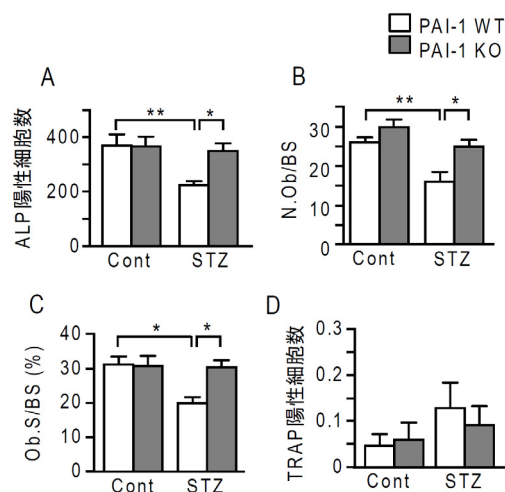 PAI-1 WT
PAI-1 KO
A
ALP陽性細胞数
400
200
0
**
*
Cont
STZ
B
N.Ob/BS
30
20
10
0
**
*
Cont
STZ
C
Ob.S/BS (%)
40
30
20
10
0
*
*
Cont
STZ
D
TRAP陽性細胞数
0.3
0.2
0.1
0
Cont
STZ